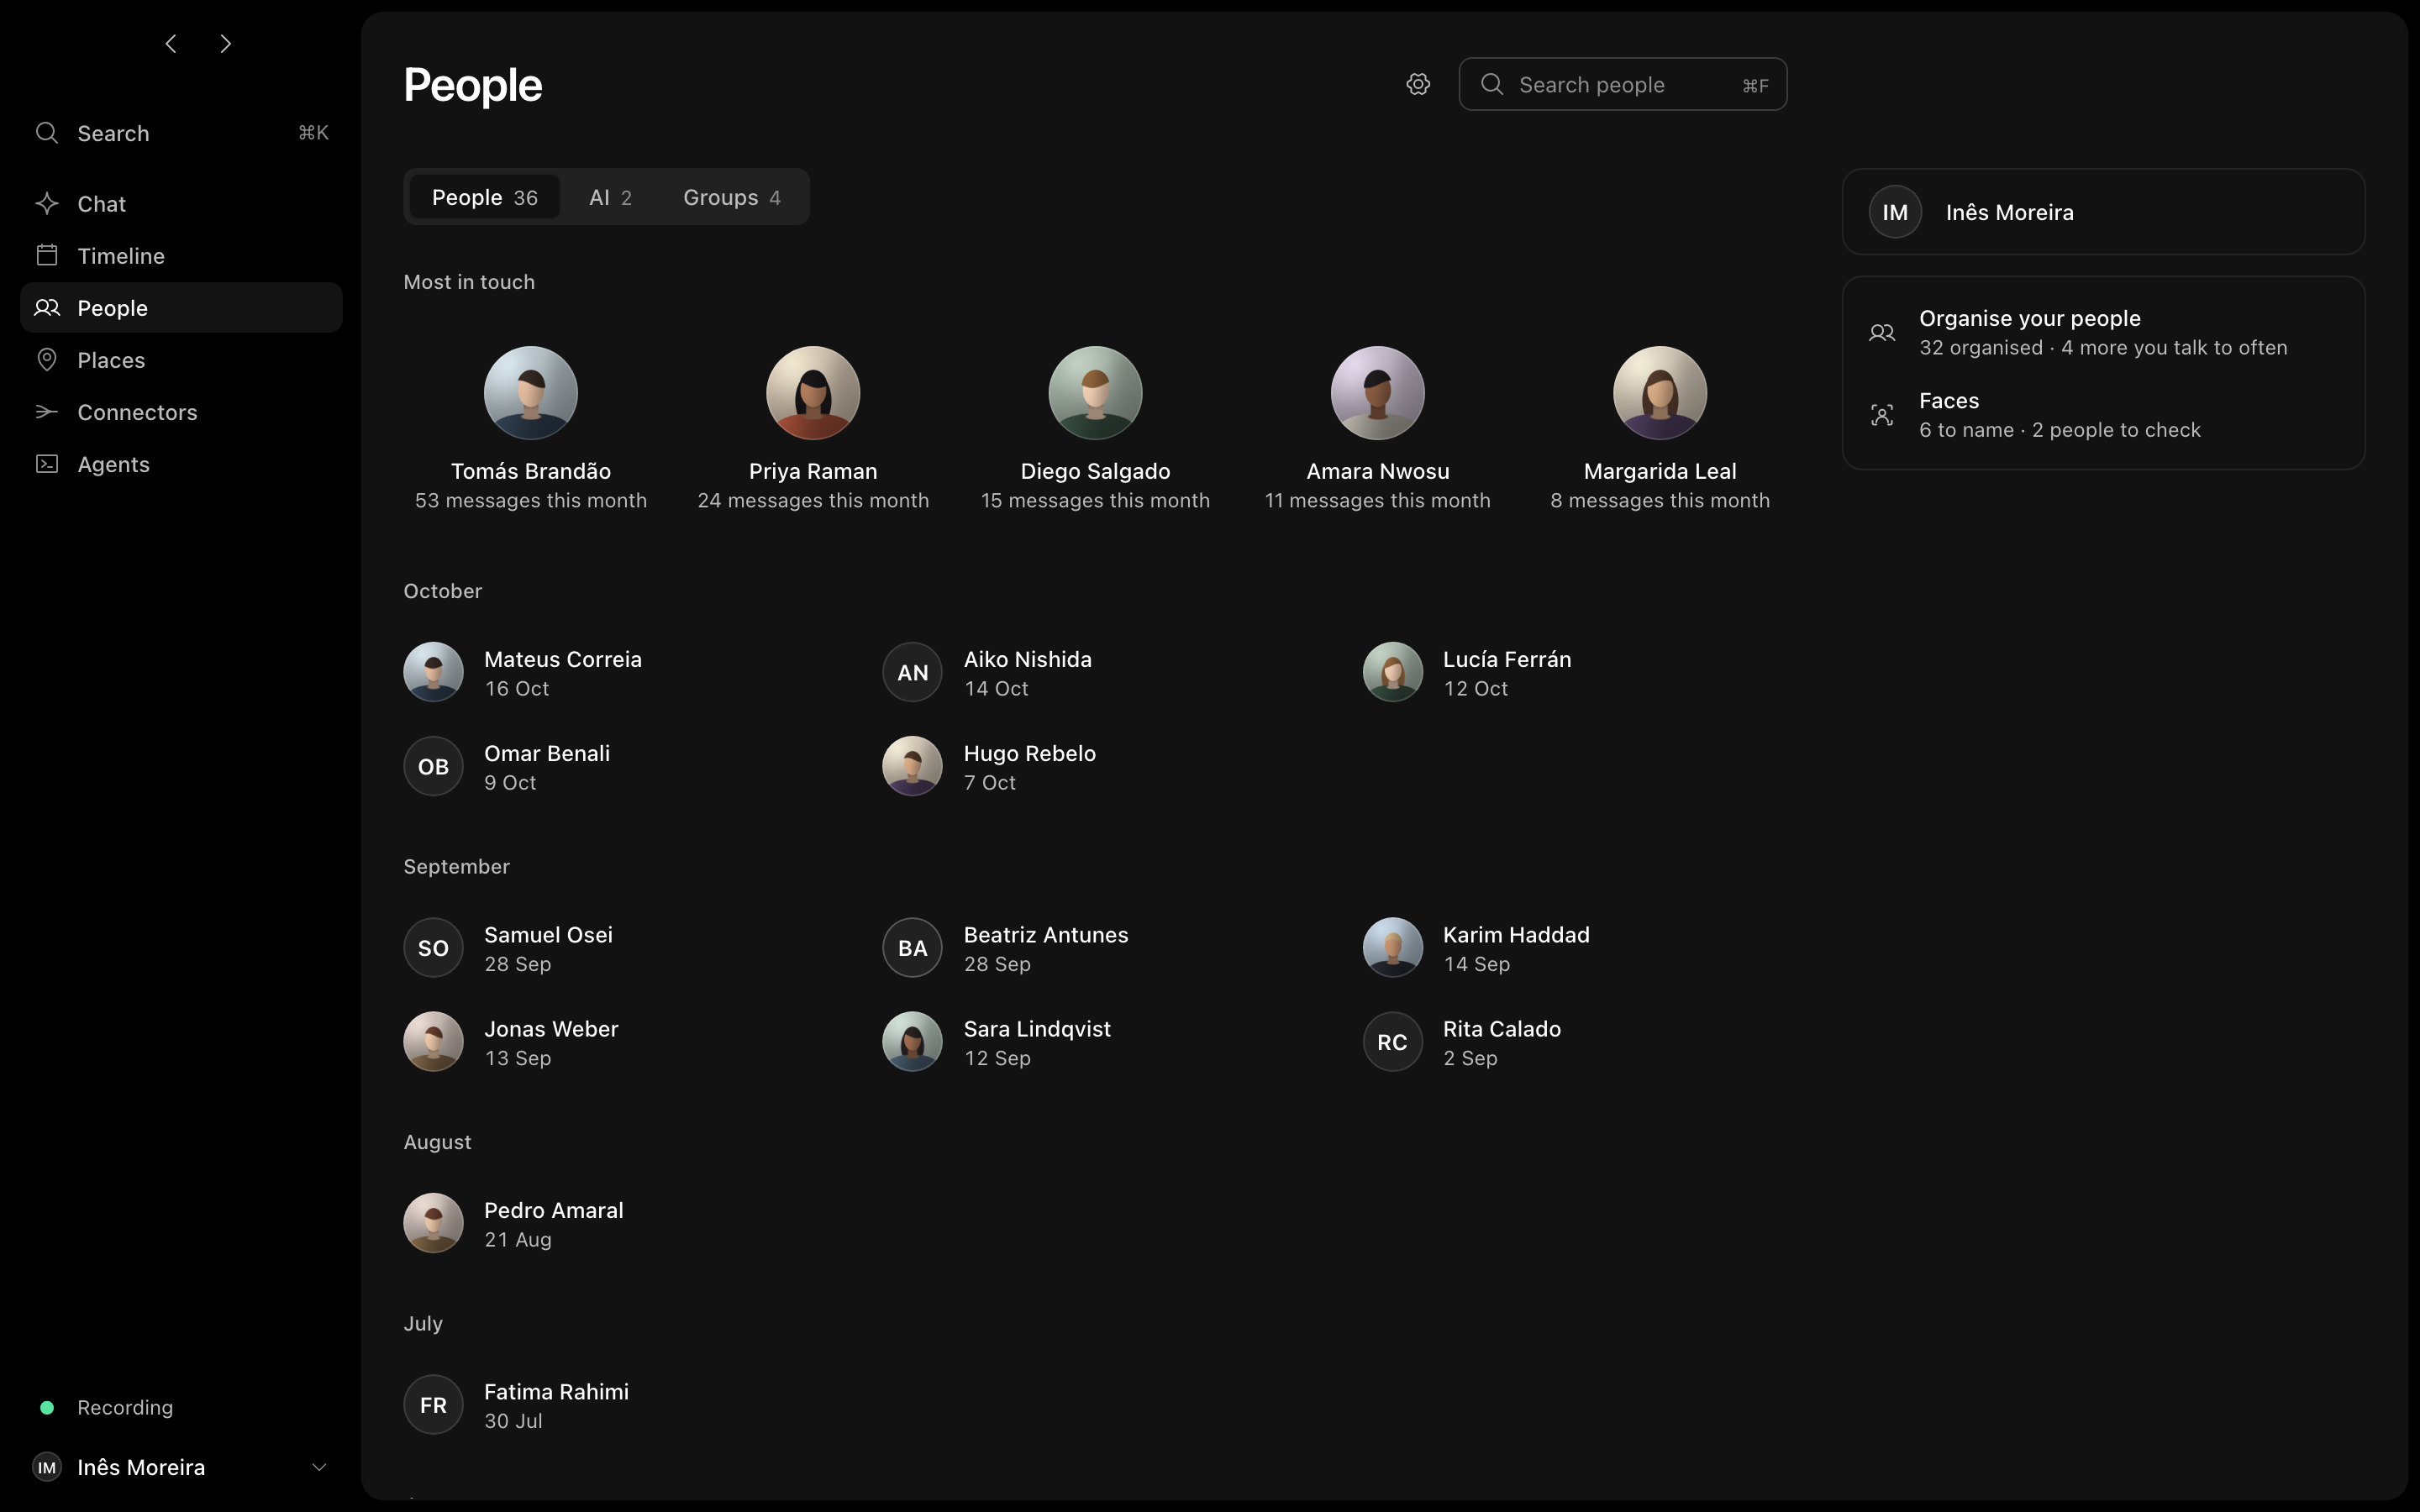 Search ⌘K
Chat
Timeline
People
Places
Connectors
Agents
Recording
IM Inês Moreira
People
Search people ⌘F
People 36 AI 2 Groups 4
Most in touch
Tomás Brandão
53 messages this month
Priya Raman
24 messages this month
Diego Salgado
15 messages this month
Amara Nwosu
11 messages this month
Margarida Leal
8 messages this month
October
Mateus Correia
16 Oct
AN
Aiko Nishida
14 Oct
Lucía Ferrán
12 Oct
OB
Omar Benali
9 Oct
Hugo Rebelo
7 Oct
September
SO
Samuel Osei
28 Sep
BA
Beatriz Antunes
28 Sep
Karim Haddad
14 Sep
Jonas Weber
13 Sep
Sara Lindqvist
12 Sep
RC
Rita Calado
2 Sep
August
Pedro Amaral
21 Aug
July
FR
Fatima Rahimi
30 Jul
IM Inês Moreira
Organise your people
32 organised · 4 more you talk to often
Faces
6 to name · 2 people to check